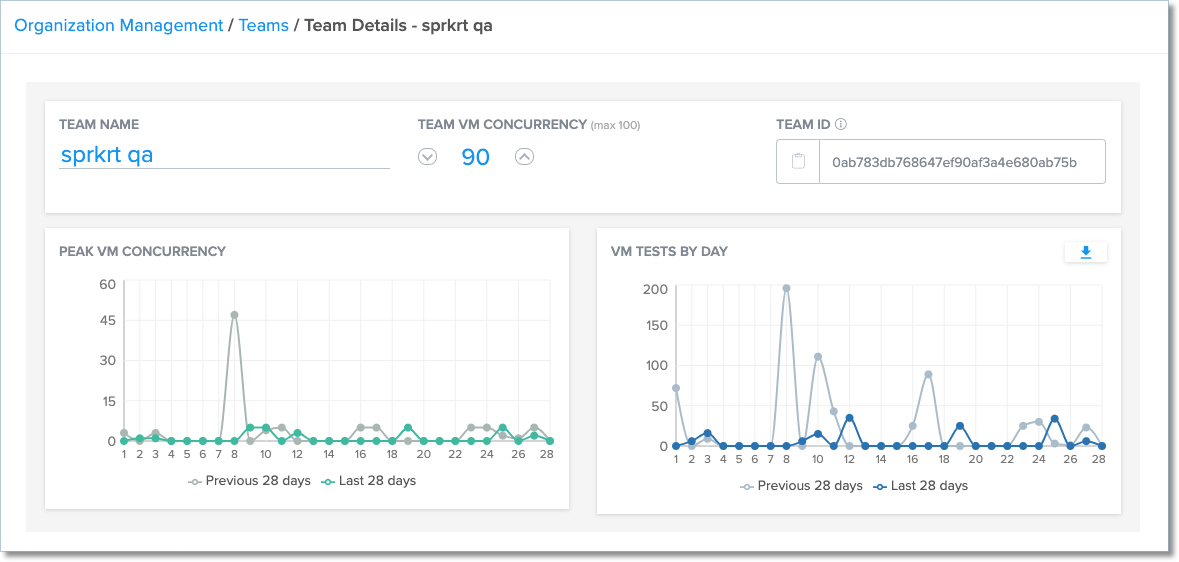 Organization Management / Teams / Team Details - sprkrt qa
TEAM NAME
sprkrt qa
TEAM VM CONCURRENCY (max 100)
90
TEAM ID
0ab783db768647ef90af3a4e680ab75b
PEAK VM CONCURRENCY
60
45
30
15
0
1 2 3 4 5 6 7 8 10 12 14 16 18 20 22 24 26 28
Previous 28 days Last 28 days
VM TESTS BY DAY
200
150
100
50
0
1 2 3 4 5 6 7 8 10 12 14 16 18 20 22 24 26 28
Previous 28 days Last 28 days